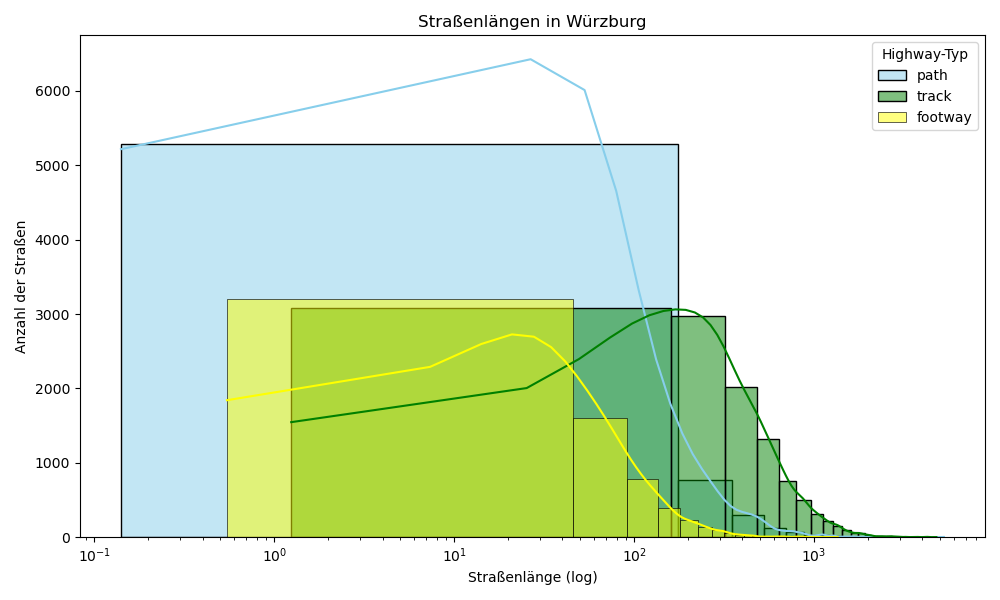 Straßenlängen in Würzburg
Highway-Typ
path
track
footway
Anzahl der Straßen
6000
5000
4000
3000
2000
1000
0
10⁻¹
10⁰
10¹
10²
10³
Straßenlänge (log)